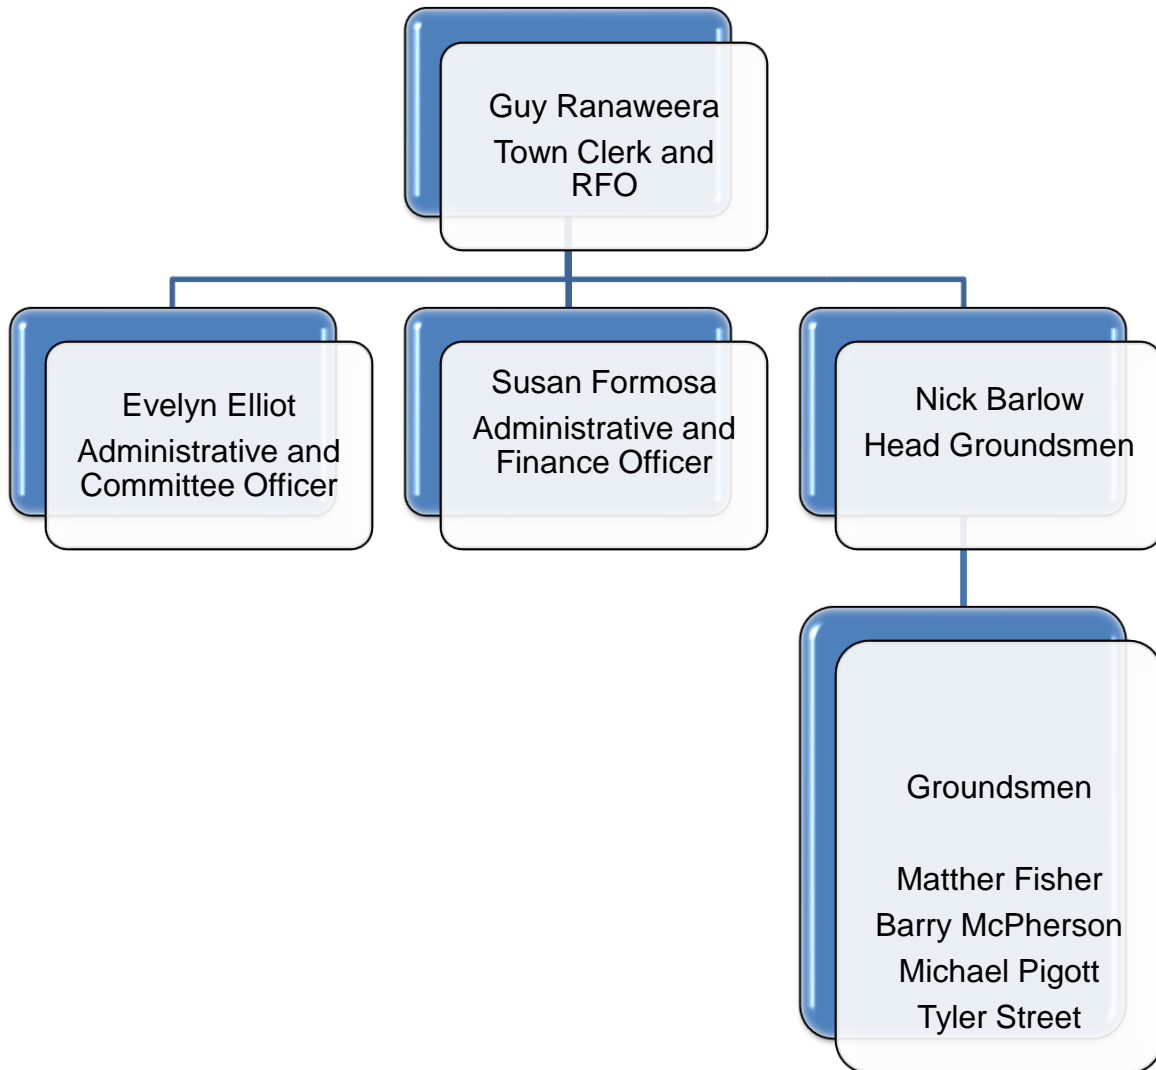 Guy Ranaweera
Town Clerk and
RFO
Evelyn Elliot
Administrative and
Committee Officer
Susan Formosa
Administrative and
Finance Officer
Nick Barlow
Head Groundsmen
Groundsmen
Matther Fisher
Barry McPherson
Michael Pigott
Tyler Street